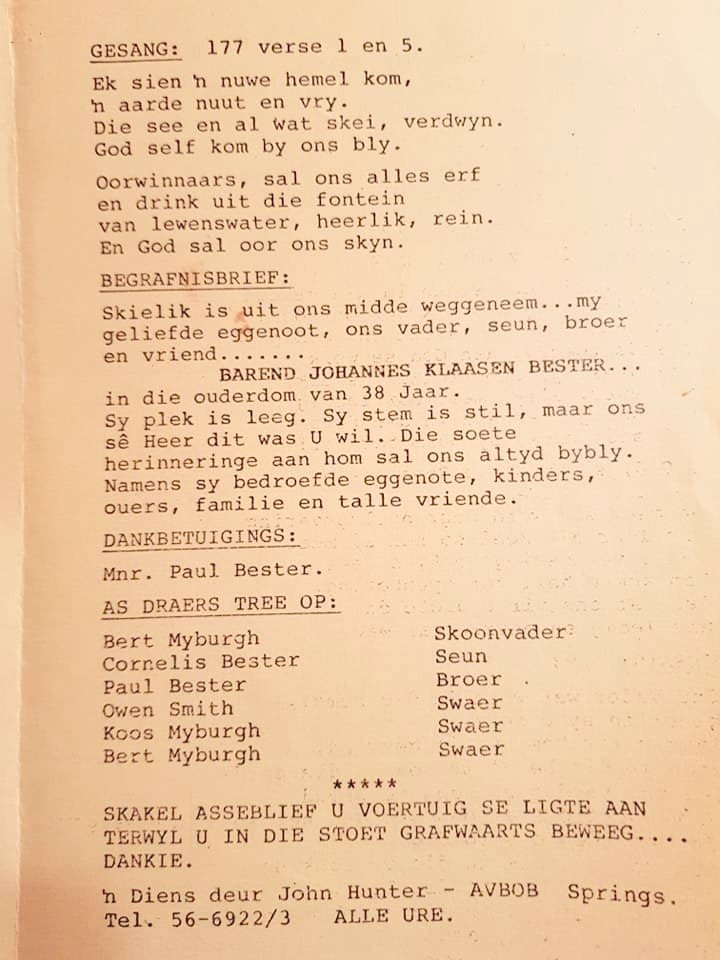 GESANG: 177 verse 1 en 5.
Ek sien 'n nuwe hemel kom,
'n aarde nuut en vry.
Die see en al wat skei, verdwyn.
God self kom by ons bly.
Oorwinnaars, sal ons alles erf
en drink uit die fontein
van lewenswater, heerlik, rein.
En God sal oor ons skyn.
BEGRAFNISBRIEF:
Skielik is uit ons midde weggeneem...my
geliefde eggenoot, ons vader, seun, broer
en vriend.......
BAREND JOHANNES KLAASEN BESTER...
in die ouderdom van 38 Jaar.
Sy plek is leeg. Sy stem is stil, maar ons
sê Heer dit was U wil. Die soete
herinneringe aan hom sal ons altyd bybly.
Namens sy bedroefde eggenote, kinders,
ouers, familie en talle vriende.
DANKBETUIGINGS:
Mnr. Paul Bester.
AS DRAERS TREE OP:
Bert Myburgh Skoonvader
Cornelis Bester Seun
Paul Bester Broer
Owen Smith Swaer
Koos Myburgh Swaer
Bert Myburgh Swaer
*****
SKAKEL ASSEBLIEF U VOERTUIG SE LIGTE AAN
TERWYL U IN DIE STOET GRAFWAARTS BEWEEG....
DANKIE.
'n Diens deur John Hunter - AVBOB Springs.
Tel. 56-6922/3 ALLE URE.